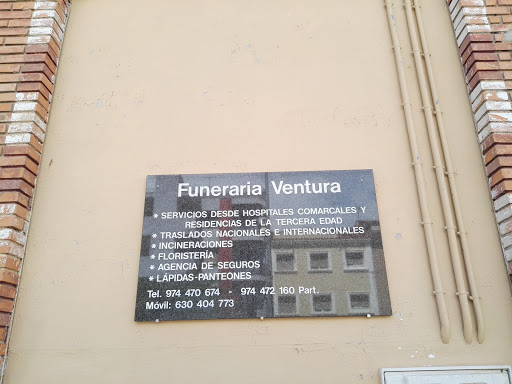 Funeraria Ventura
* SERVICIOS DESDE HOSPITALES COMARCALES Y
RESIDENCIAS DE LA TERCERA EDAD
* TRASLADOS NACIONALES E INTERNACIONALES
* INCINERACIONES
* FLORISTERÍA
* AGENCIA DE SEGUROS
* LÁPIDAS-PANTEONES
Tel. 974 470 674 - 974 472 160 Part.
Móvil: 630 404 773